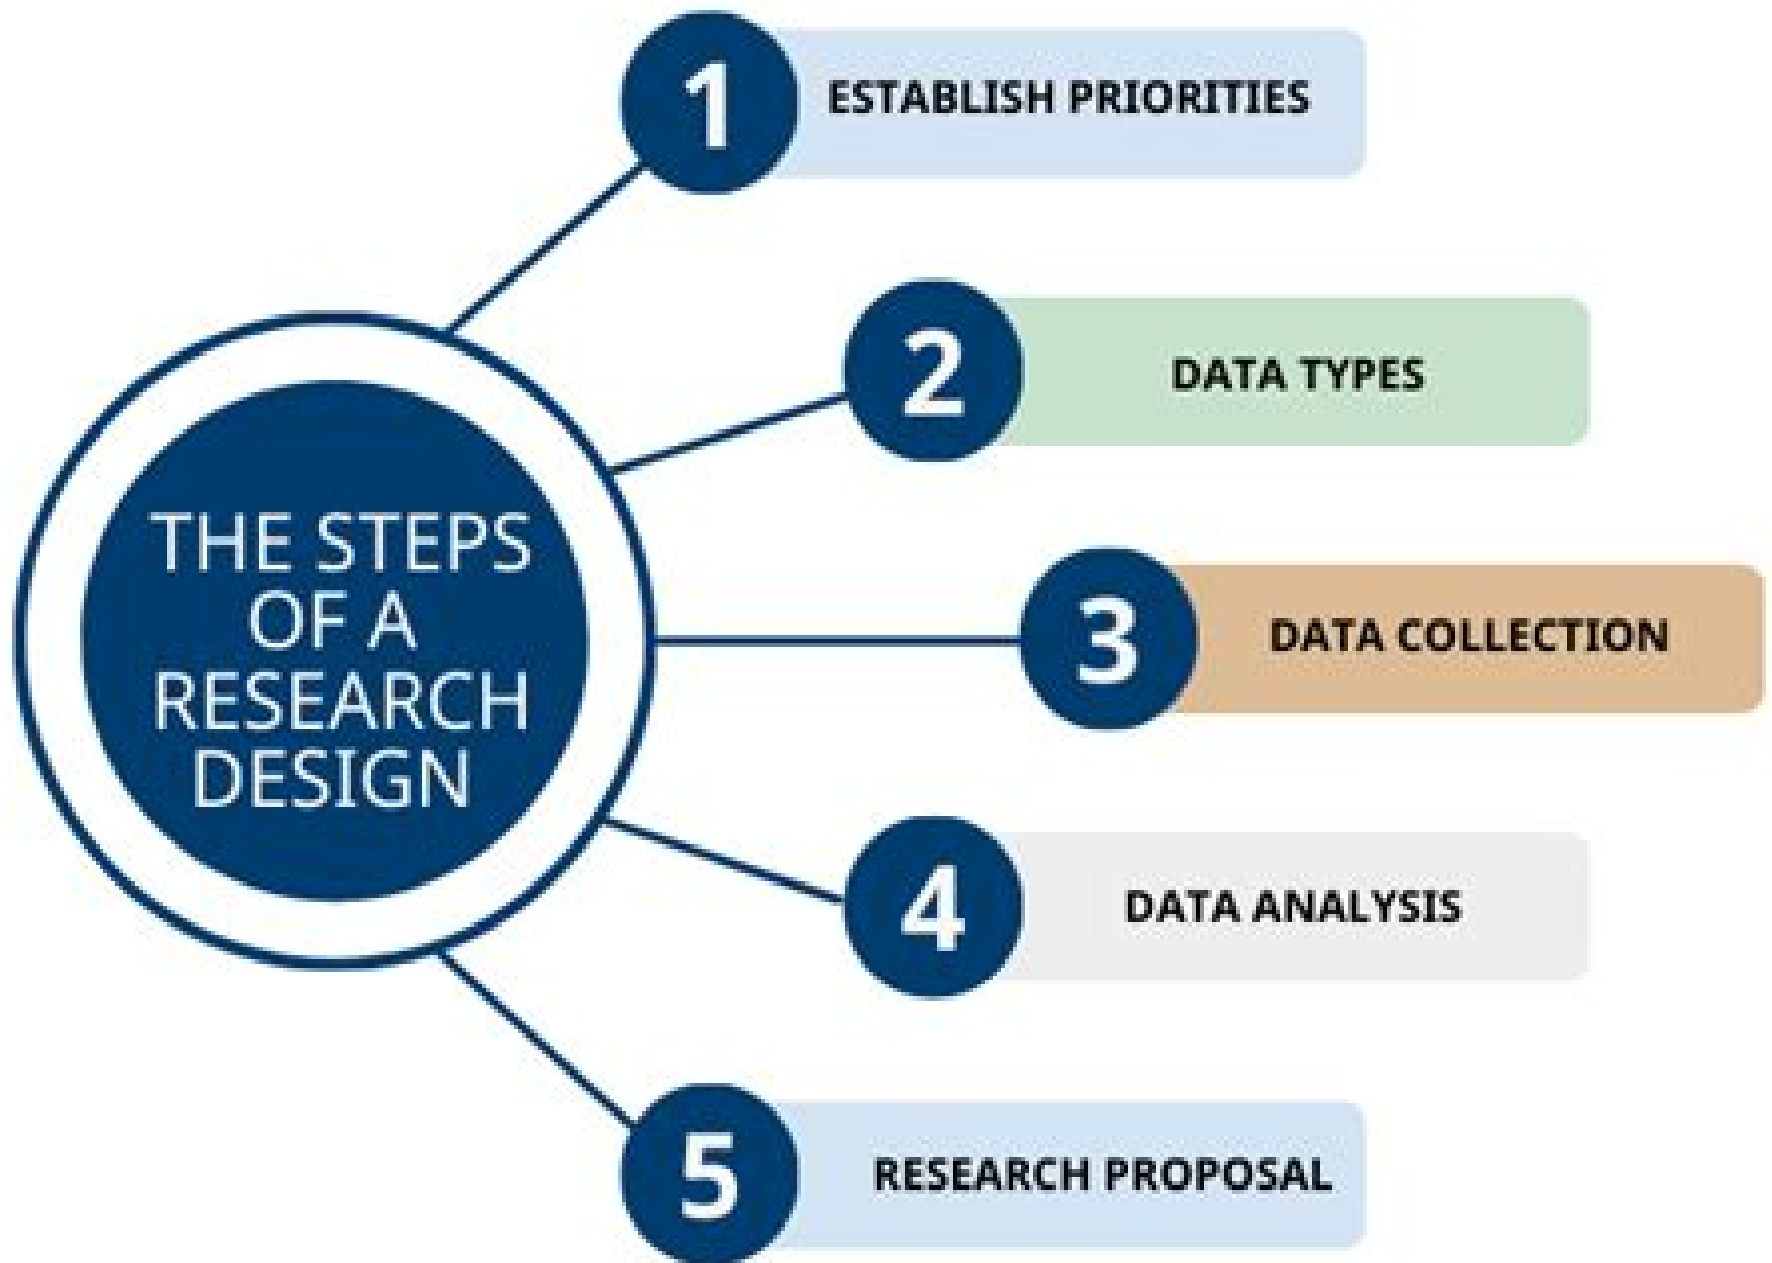 1
ESTABLISH PRIORITIES
2
DATA TYPES
THE STEPS
OF A
RESEARCH
DESIGN
3
DATA COLLECTION
4
DATA ANALYSIS
5
RESEARCH PROPOSAL